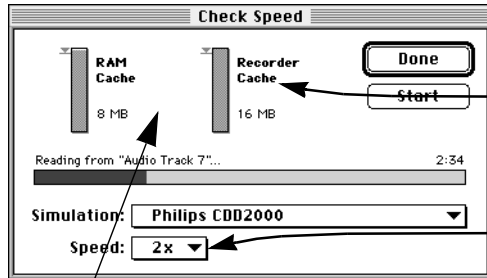 Check Speed
RAM Cache
8 MB
Recorder Cache
16 MB
Done
Start
Reading from "Audio Track 7"... 2:34
Simulation: Philips CDD2000
Speed: 2x